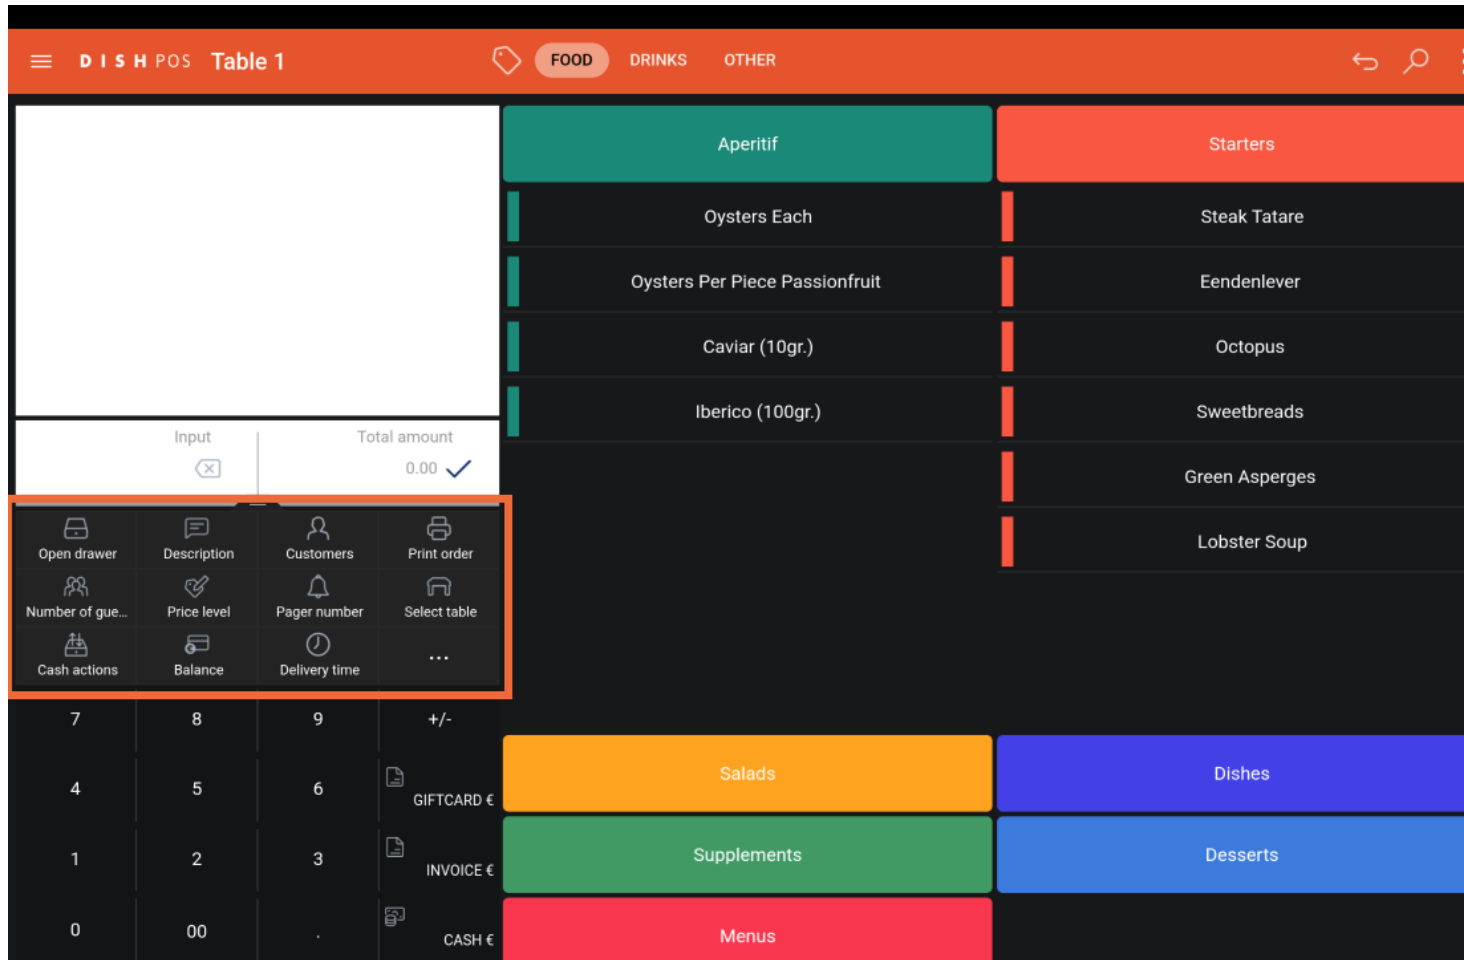 DISH POS Table 1
FOOD DRINKS OTHER
Aperitif
Oysters Each
Oysters Per Piece Passionfruit
Caviar (10gr.)
Iberico (100gr.)
Starters
Steak Tatare
Eendenlever
Octopus
Sweetbreads
Green Asperges
Lobster Soup
Input Total amount
0.00
Open drawer Description Customers Print order
Number of gue... Price level Pager number Select table
Cash actions Balance Delivery time ...
7 8 9 +/-
4 5 6 GIFTCARD €
1 2 3 INVOICE €
0 00 . CASH €
Salads Dishes
Supplements Desserts
Menus